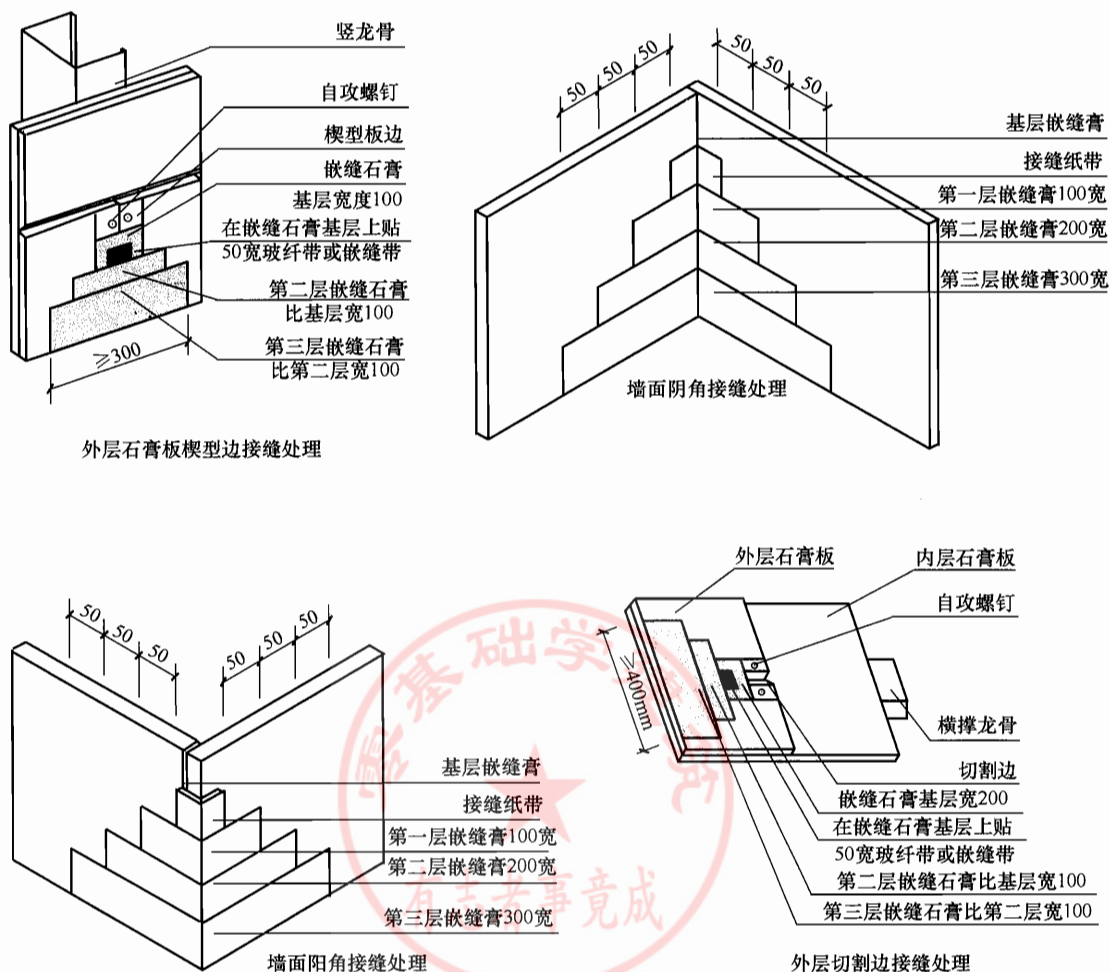 竖龙骨
自攻螺钉
楔型板边
嵌缝石膏
基层宽度100
在嵌缝石膏基层上贴
50宽玻纤带或嵌缝带
第二层嵌缝石膏
比基层宽100
第三层嵌缝石膏
比第二层宽100
≥300
外层石膏板楔型边接缝处理
50
50
50
50
50
50
基层嵌缝膏
接缝纸带
第一层嵌缝膏100宽
第二层嵌缝膏200宽
第三层嵌缝膏300宽
墙面阴角接缝处理
50
50
50
50
50
50
基层嵌缝膏
接缝纸带
第一层嵌缝膏100宽
第二层嵌缝膏200宽
第三层嵌缝膏300宽
墙面阳角接缝处理
外层石膏板
内层石膏板
自攻螺钉
≥400mm
横撑龙骨
切割边
嵌缝石膏基层宽200
在嵌缝石膏基层上贴
50宽玻纤带或嵌缝带
第二层嵌缝石膏比基层宽100
第三层嵌缝石膏比第二层宽100
外层切割边接缝处理
零基础学建筑
有志者事竟成